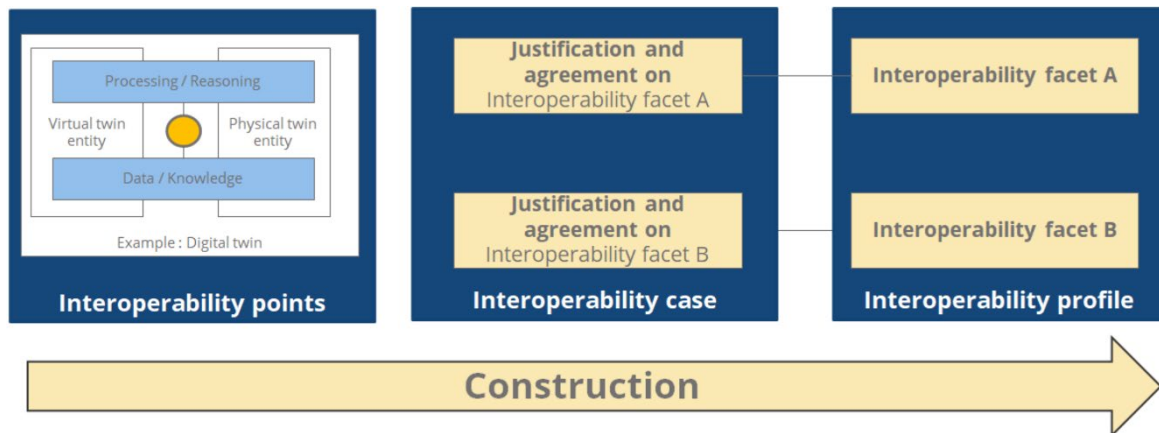 Processing / Reasoning
Virtual twin
entity
Physical twin
entity
Data / Knowledge
Example : Digital twin
Interoperability points
Justification and
agreement on
Interoperability facet A
Justification and
agreement on
Interoperability facet B
Interoperability case
Interoperability facet A
Interoperability facet B
Interoperability profile
Construction